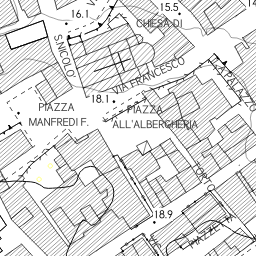 16.1
15.5
CHIESA DI
S.NICOLO'
VIA FRANCESCO
18.1
PIAZZA
MANFREDI F.
PIAZZA
ALL'ALBERGHERIA
18.9